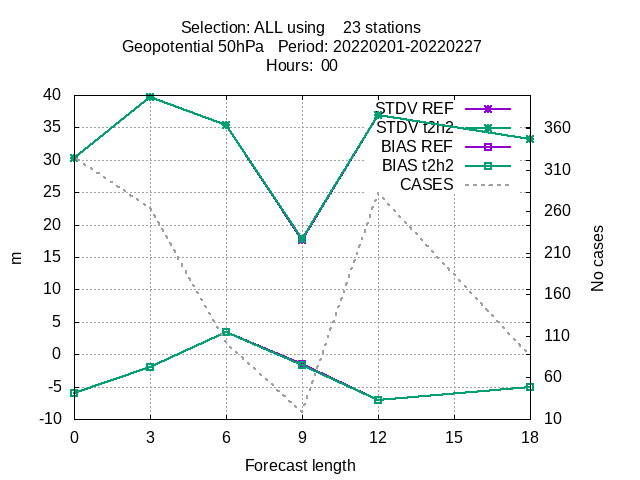 Selection: ALL using    23 stations
Geopotential 50hPa   Period: 20220201-20220227
Hours:  00
STDV REF
STDV t2h2
BIAS REF
BIAS t2h2
CASES
40
35
30
25
20
15
10
5
0
-5
-10
m
360
310
260
210
160
110
60
10
No cases
0 3 6 9 12 15 18
Forecast length